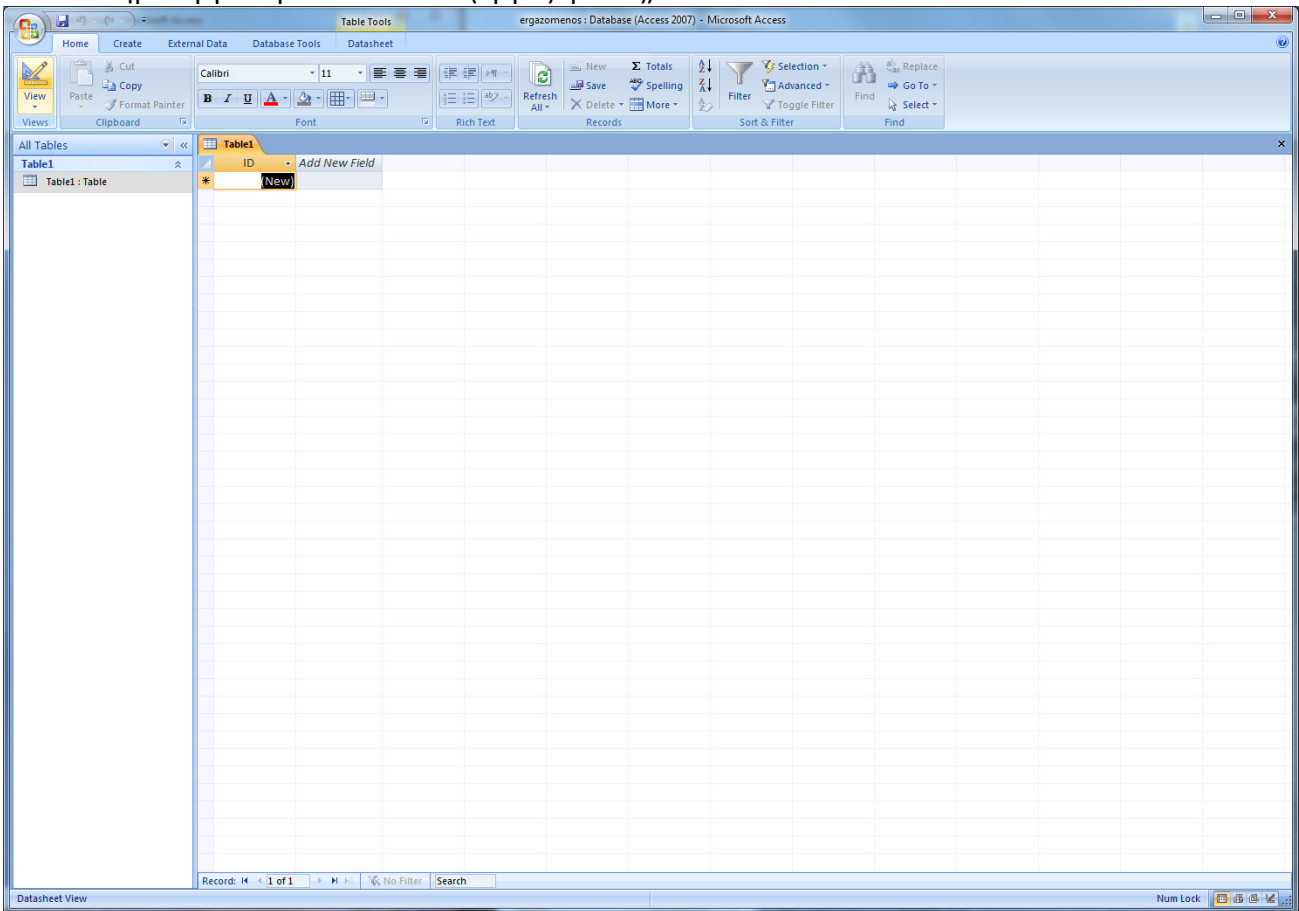 Table Tools
ergazomenos : Database (Access 2007) - Microsoft Access
Home Create External Data Database Tools Datasheet
View
Views
Paste
Cut
Copy
Format Painter
Clipboard
Calibri 11
B I U A
Font
Rich Text
Refresh
All
New
Save
Delete
Σ Totals
Spelling
More
Records
Filter
Selection
Advanced
Toggle Filter
Sort & Filter
Find
Replace
Go To
Select
Find
All Tables
Table1
Table1 : Table
Table1
ID Add New Field
(New)
Record: 1 of 1 No Filter Search
Datasheet View
Num Lock